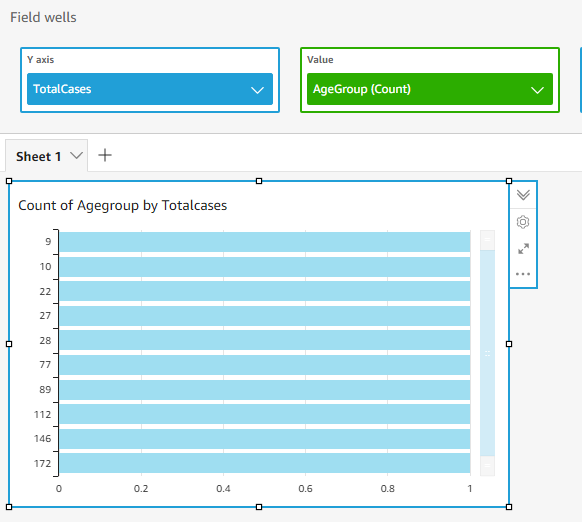 Field wells
Y axis
Value
TotalCases
AgeGroup (Count)
Sheet 1
Count of Agegroup by Totalcases
9
10
22
27
28
77
89
112
146
172
0 0.2 0.4 0.6 0.8 1